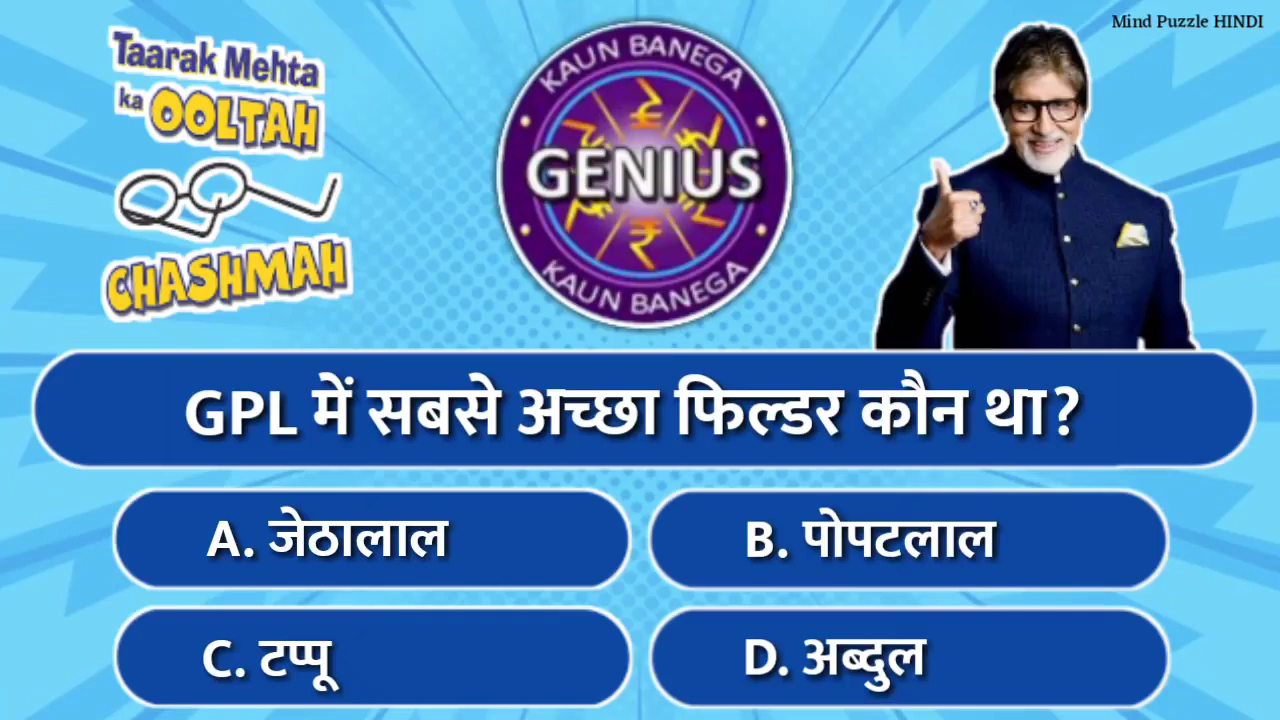 Mind Puzzle HINDI
Taarak Mehta
ka OOLTAH
CHASHMAH
KAUN BANEGA
GENIUS
KAUN BANEGA
GPL में सबसे अच्छा फिल्डर कौन था?
A. जेठालाल
B. पोपटलाल
C. टप्पू
D. अब्दुल